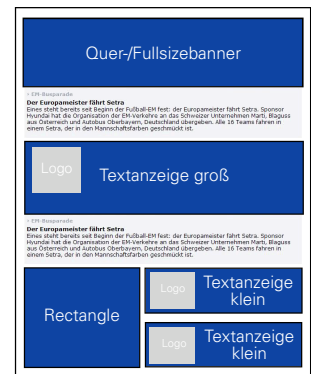 Quer-/Fullsizebanner
» EM-Busparade
Der Europameister fährt Setra
Eines steht bereits seit Beginn der Fußball-EM fest: der Europameister fährt Setra. Sponsor
Hyundai hat die Organisation der EM-Verkehre an das Schweizer Unternehmen Marti, Blaguss
aus Österreich und Autobus Oberbayern, Deutschland übergeben. Alle 16 Teams fahren in
einem Setra, der in den Mannschaftsfarben geschmückt ist.
Logo
Textanzeige groß
» EM-Busparade
Der Europameister fährt Setra
Eines steht bereits seit Beginn der Fußball-EM fest: der Europameister fährt Setra. Sponsor
Hyundai hat die Organisation der EM-Verkehre an das Schweizer Unternehmen Marti, Blaguss
aus Österreich und Autobus Oberbayern, Deutschland übergeben. Alle 16 Teams fahren in
einem Setra, der in den Mannschaftsfarben geschmückt ist.
Rectangle
Logo
Textanzeige
klein
Logo
Textanzeige
klein